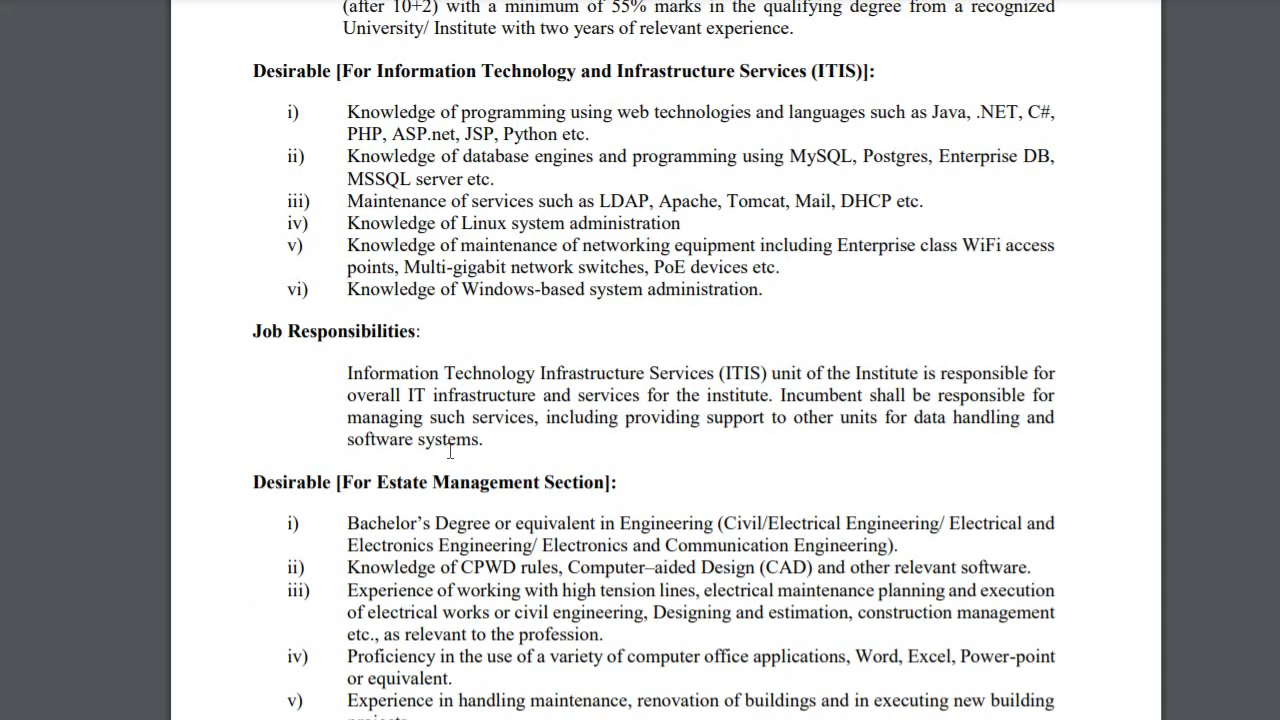 (after 10+2) with a minimum of 55% marks in the qualifying degree from a recognized
University/ Institute with two years of relevant experience.
Desirable [For Information Technology and Infrastructure Services (ITIS)]:
i) Knowledge of programming using web technologies and languages such as Java, .NET, C#,
PHP, ASP.net, JSP, Python etc.
ii) Knowledge of database engines and programming using MySQL, Postgres, Enterprise DB,
MSSQL server etc.
iii) Maintenance of services such as LDAP, Apache, Tomcat, Mail, DHCP etc.
iv) Knowledge of Linux system administration
v) Knowledge of maintenance of networking equipment including Enterprise class WiFi access
points, Multi-gigabit network switches, PoE devices etc.
vi) Knowledge of Windows-based system administration.
Job Responsibilities:
Information Technology Infrastructure Services (ITIS) unit of the Institute is responsible for
overall IT infrastructure and services for the institute. Incumbent shall be responsible for
managing such services, including providing support to other units for data handling and
software systems.
Desirable [For Estate Management Section]:
i) Bachelor’s Degree or equivalent in Engineering (Civil/Electrical Engineering/ Electrical and
Electronics Engineering/ Electronics and Communication Engineering).
ii) Knowledge of CPWD rules, Computer–aided Design (CAD) and other relevant software.
iii) Experience of working with high tension lines, electrical maintenance planning and execution
of electrical works or civil engineering, Designing and estimation, construction management
etc., as relevant to the profession.
iv) Proficiency in the use of a variety of computer office applications, Word, Excel, Power-point
or equivalent.
v) Experience in handling maintenance, renovation of buildings and in executing new building